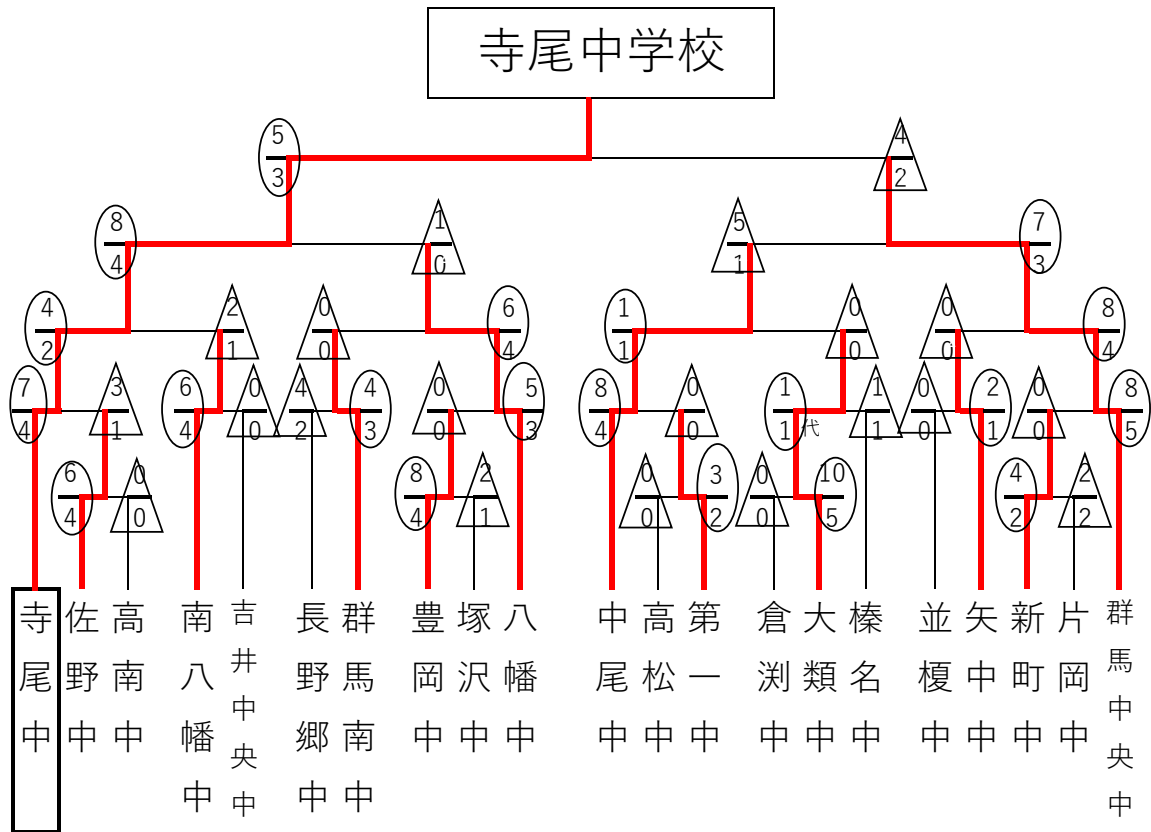 寺尾中学校
5 4
3 2
8 1 5 7
4 0 1 3
4 2 0 6 1 0 0 8
2 1 0 4 1 0 0 4
7 3 6 0 4 4 0 5 8 0 1 1 0 2 0 8
4 1 4 0 2 3 0 3 4 0 1 代 1 0 1 0 5
6 0 8 2 0 3 0 10 4 2
4 0 4 1 0 2 0 5 2 2
寺尾中
佐野中
高南中
南八幡中
吉井中央中
長野郷中
群馬南中
豊岡中
塚沢中
八幡中
中尾中
高松中
第一中
倉渕中
大類中
榛名中
並榎中
矢中中
新町中
片岡中
群馬中央中